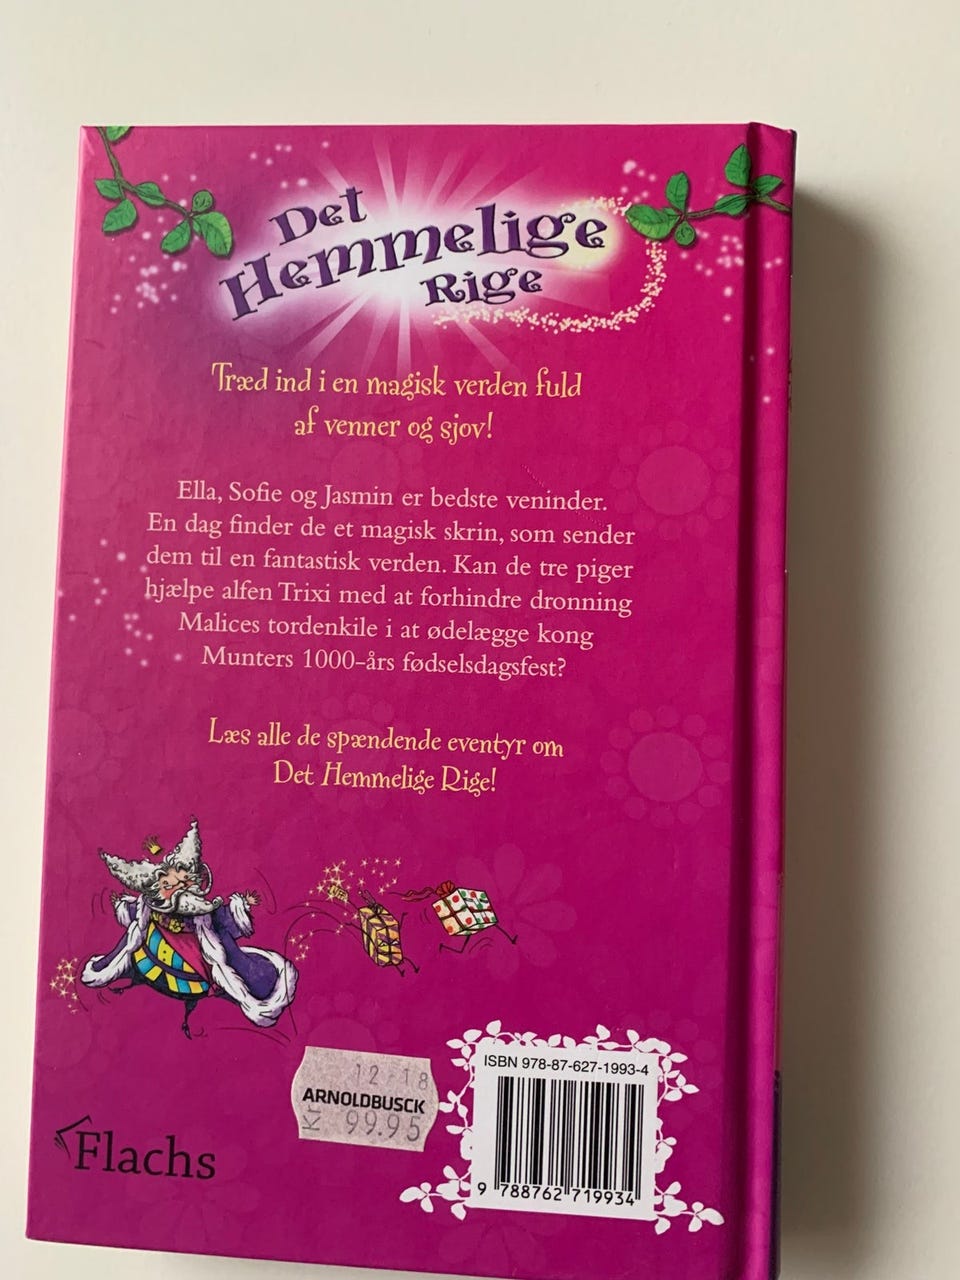 Det
Hemmelige
Rige
Træd ind i en magisk verden fuld
af venner og sjov!
Ella, Sofie og Jasmin er bedste veninder.
En dag finder de et magisk skrin, som sender
dem til en fantastisk verden. Kan de tre piger
hjælpe alfen Trixi med at forhindre dronning
Malices tordenkile i at ødelægge kong
Munters 1000-års fødselsdagsfest?
Læs alle de spændende eventyr om
Det Hemmelige Rige!
12-18
ARNOLDBUSCK
Kr 99.95
Flachs
ISBN 978-87-627-1993-4
9 788762 719934